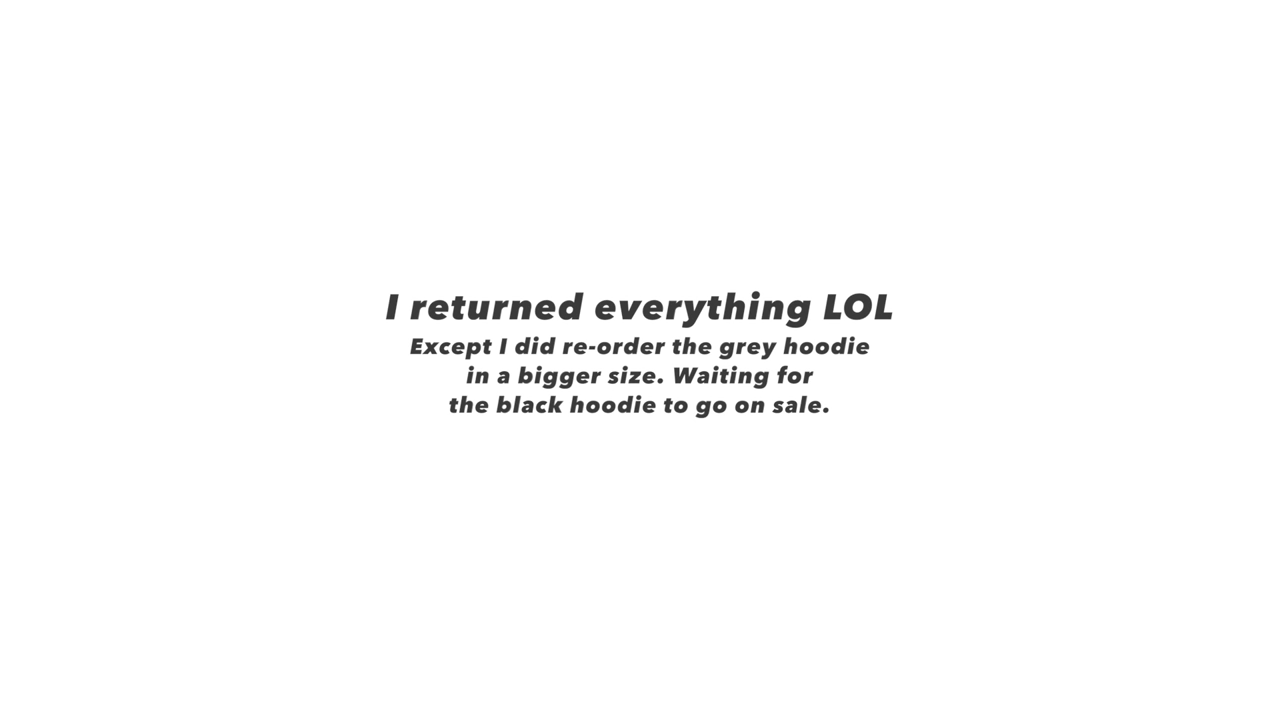 I returned everything LOL
Except I did re-order the grey hoodie
in a bigger size. Waiting for
the black hoodie to go on sale.